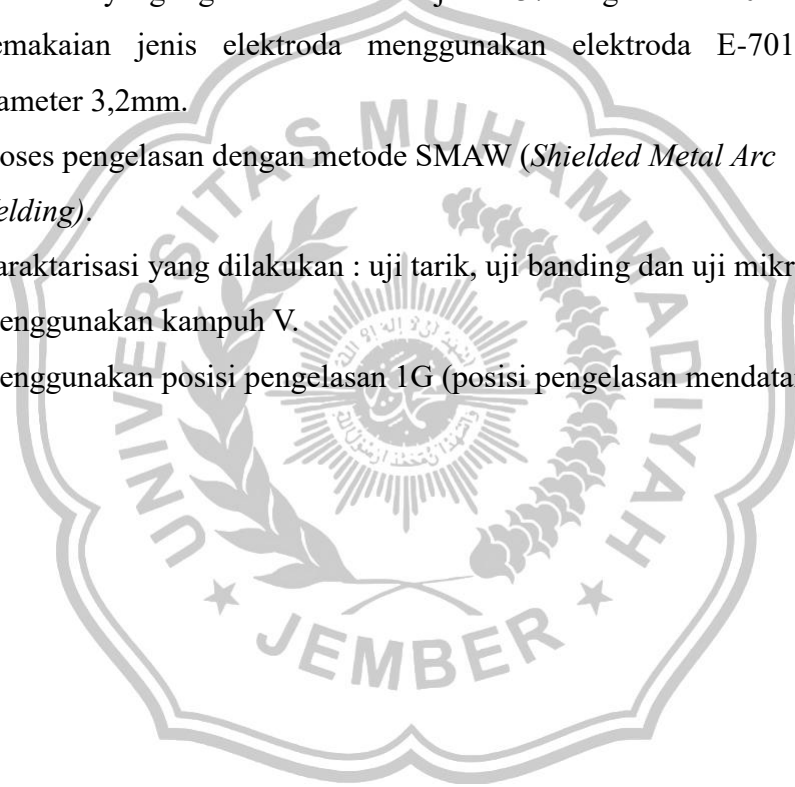 emakaian jenis elektroda menggunakan elektroda E-701
ameter 3,2mm.
oses pengelasan dengan metode SMAW (Shielded Metal Arc
elding).
araktarisasi yang dilakukan : uji tarik, uji banding dan uji mikr
enggunakan kampuh V.
enggunakan posisi pengelasan 1G (posisi pengelasan mendata
UNIVERSITAS MUHAMMADIYAH
JEMBER